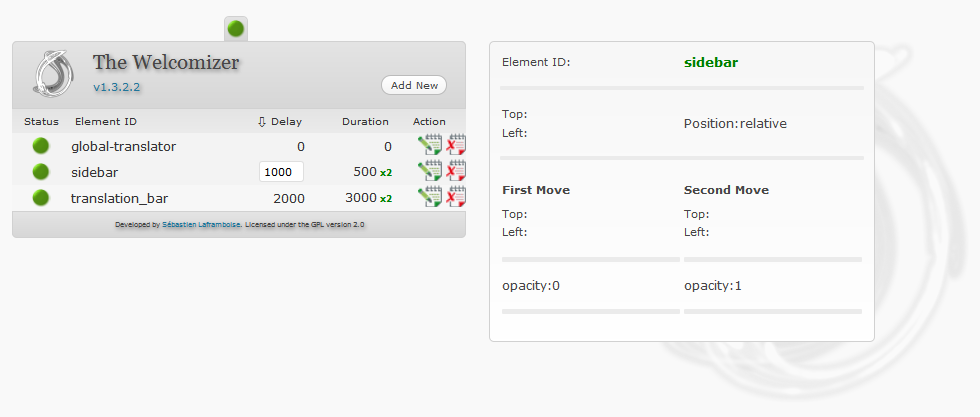 The Welcomizer
v1.3.2.2
Add New
Status Element ID ⇩ Delay Duration Action
global-translator 0 0
sidebar 1000 500 x2
translation_bar 2000 3000 x2
Developed by Sébastien Laframboise. Licensed under the GPL version 2.0
Element ID: sidebar
Top:
Left:
Position:relative
First Move Second Move
Top: Top:
Left: Left:
opacity:0 opacity:1